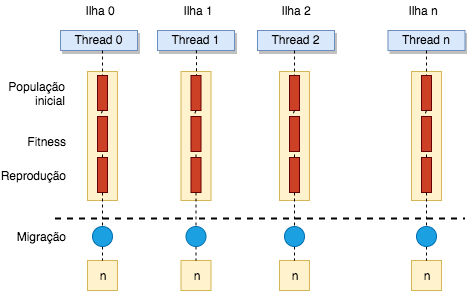 Ilha 0 Ilha 1 Ilha 2 Ilha n
Thread 0 Thread 1 Thread 2 Thread n
População
inicial
Fitness
Reprodução
Migração
n n n n